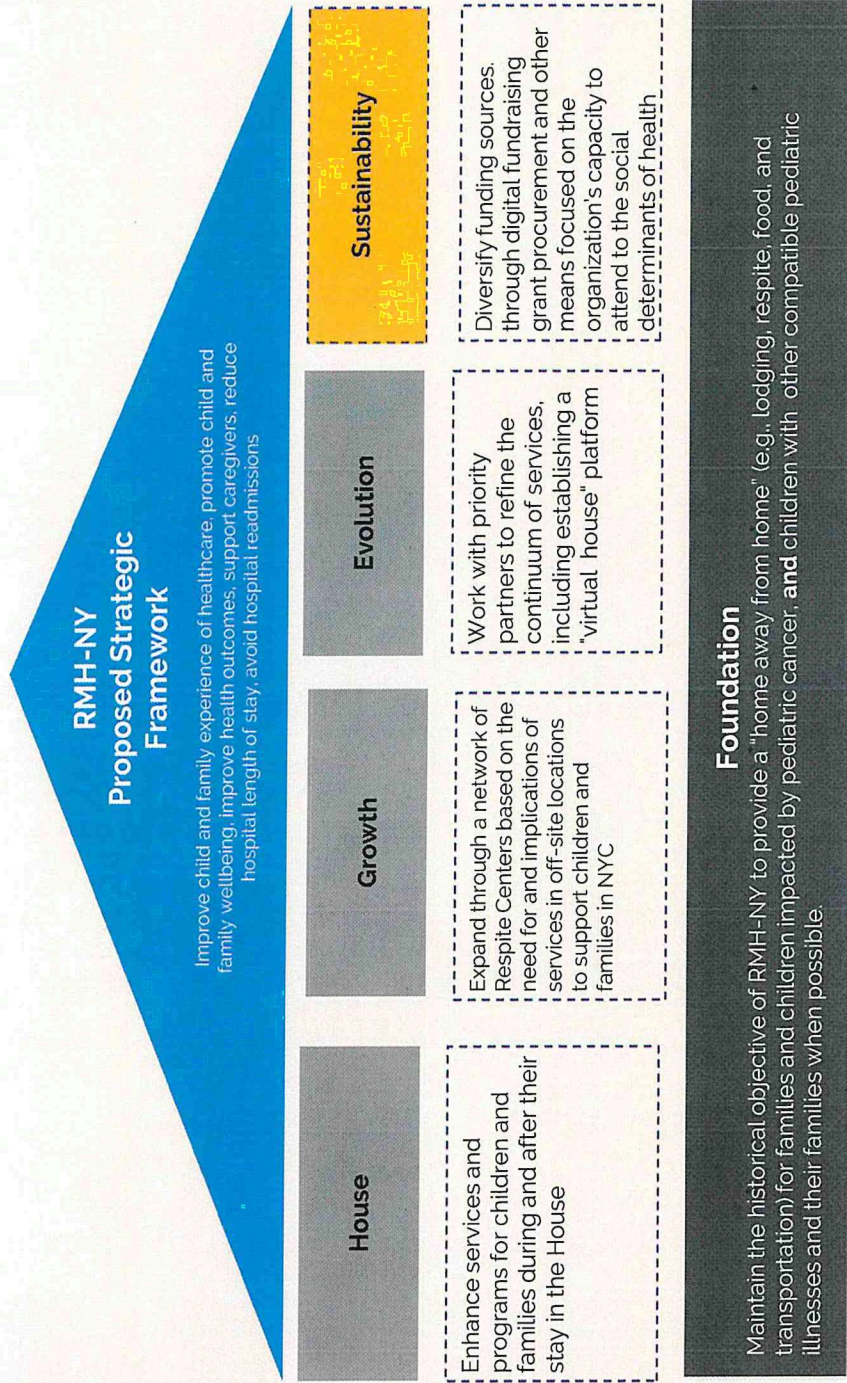 RMH-NY
Proposed Strategic
Framework
Improve child and family experience of healthcare, promote child and
family wellbeing, improve health outcomes, support caregivers, reduce
hospital length of stay, avoid hospital readmissions
House
Enhance services and
programs for children and
families during and after their
stay in the House
Growth
Expand through a network of
Respite Centers based on the
need for and implications of
services in off-site locations
to support children and
families in NYC
Evolution
Work with priority
partners to refine the
continuum of services,
including establishing a
"virtual house" platform
Sustainability
Diversify funding sources.
through digital fundraising
grant procurement and other
means focused on the
organization's capacity to
attend to the social
determinants of health
Foundation
Maintain the historical objective of RMH-NY to provide a "home away from home" (e.g., lodging, respite, food, and
transportation) for families and children impacted by pediatric cancer, and children with other compatible pediatric
illnesses and their families when possible.